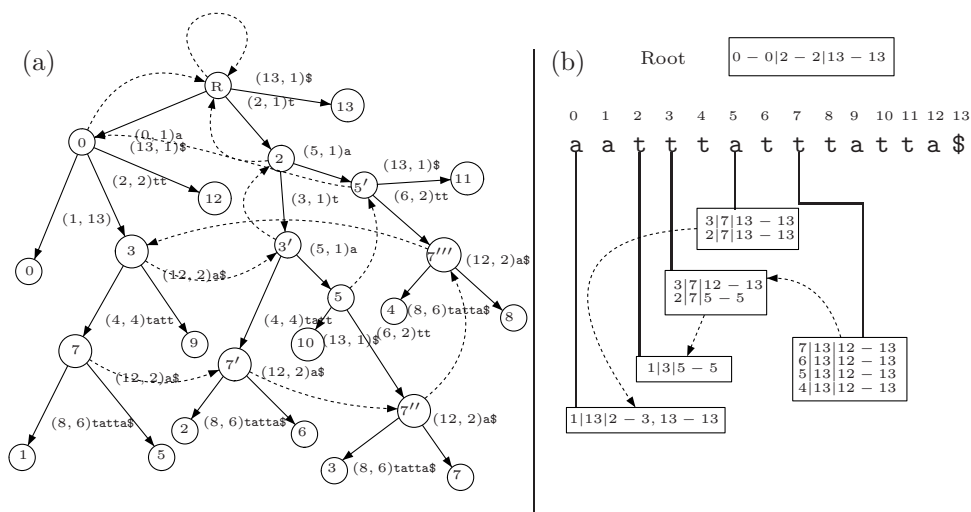 (a)
R
(13, 1)$
(2, 1)t
13
0
(0, 1)a
(13, 1)$
2
(5, 1)a
(13, 1)$
5′
11
(2, 2)tt
12
(3, 1)t
(6, 2)tt
(1, 13)
0
3
(12, 2)a$
3′
(5, 1)a
7′′′
(12, 2)a$
5
4
(8, 6)tatta$
8
(4, 4)tatt
9
(4, 4)tatt
10
(13, 1)$
(6, 2)tt
7
(12, 2)a$
7′
(12, 2)a$
7′′
(12, 2)a$
(8, 6)tatta$
1
5
2
(8, 6)tatta$
6
3
(8, 6)tatta$
7
(b)
Root
0 − 0|2 − 2|13 − 13
0 1 2 3 4 5 6 7 8 9 10 11 12 13
a a t t t a t t t a t t a $
3|7|13 − 13
2|7|13 − 13
3|7|12 − 13
2|7|5 − 5
1|3|5 − 5
7|13|12 − 13
6|13|12 − 13
5|13|12 − 13
4|13|12 − 13
1|13|2 − 3, 13 − 13